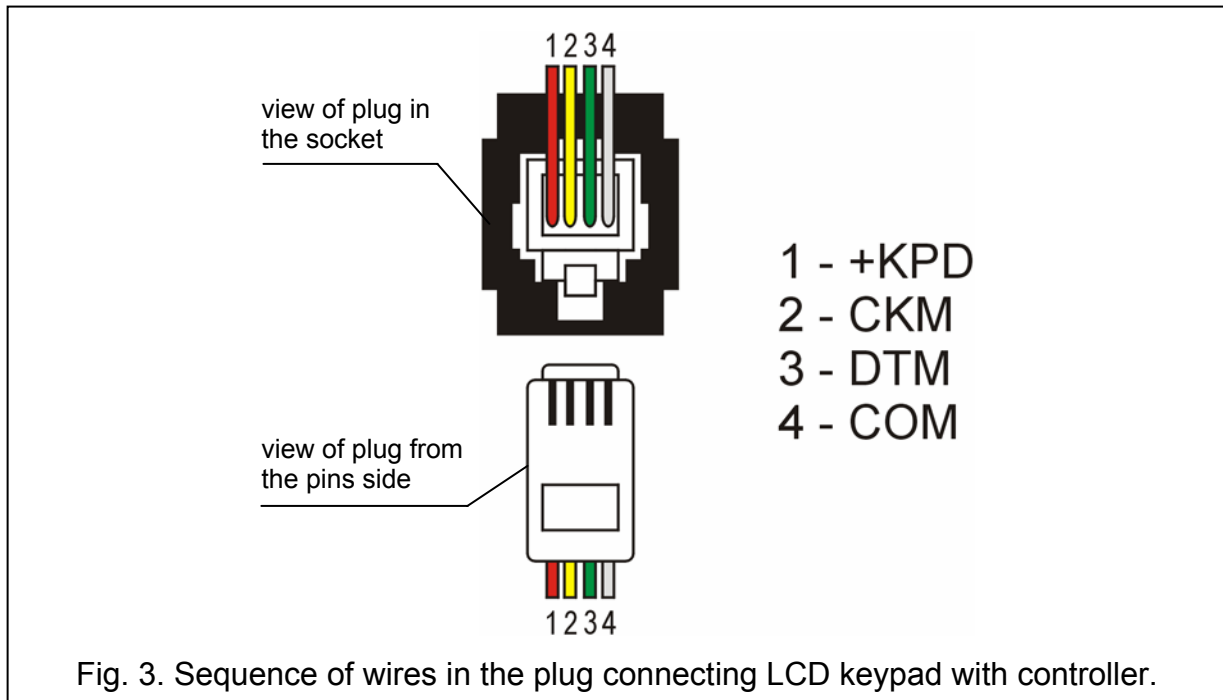 1234
view of plug in
the socket
1 - +KPD
2 - CKM
3 - DTM
4 - COM
view of plug from
the pins side
1234
Fig. 3. Sequence of wires in the plug connecting LCD keypad with controller.